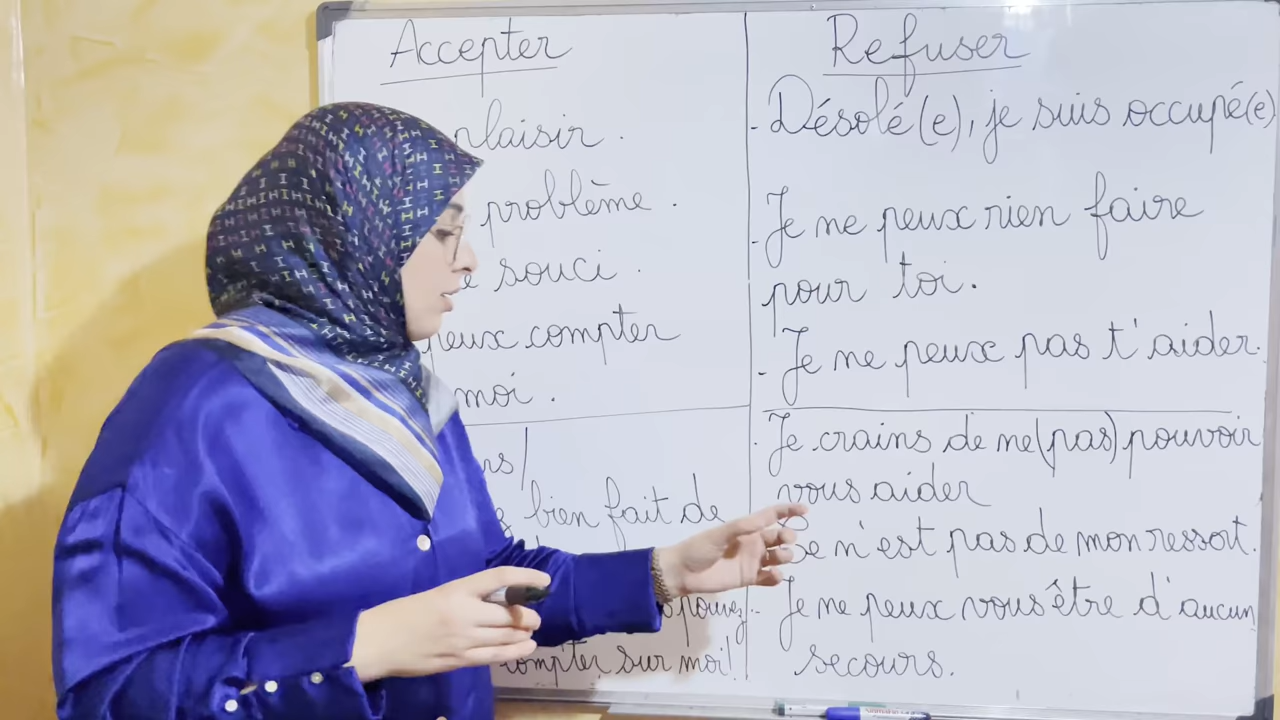 Accepter
plaisir.
problème.
souci.
peux compter
moi.
bien fait de
pouvez
compter sur moi!
Refuser
- Désolé(e), je suis occupé(e)
- Je ne peux rien faire
pour toi.
- Je ne peux pas t'aider.
- Je crains de ne (pas) pouvoir
vous aider
Ce n'est pas de mon ressort.
- Je ne peux vous être d'aucun
secours.